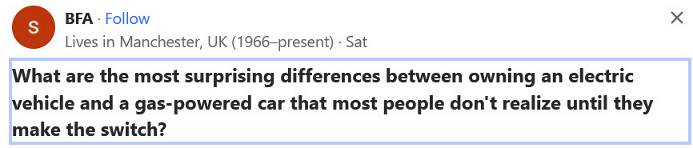 S
BFA · Follow
Lives in Manchester, UK (1966–present) · Sat
What are the most surprising differences between owning an electric
vehicle and a gas-powered car that most people don't realize until they
make the switch?